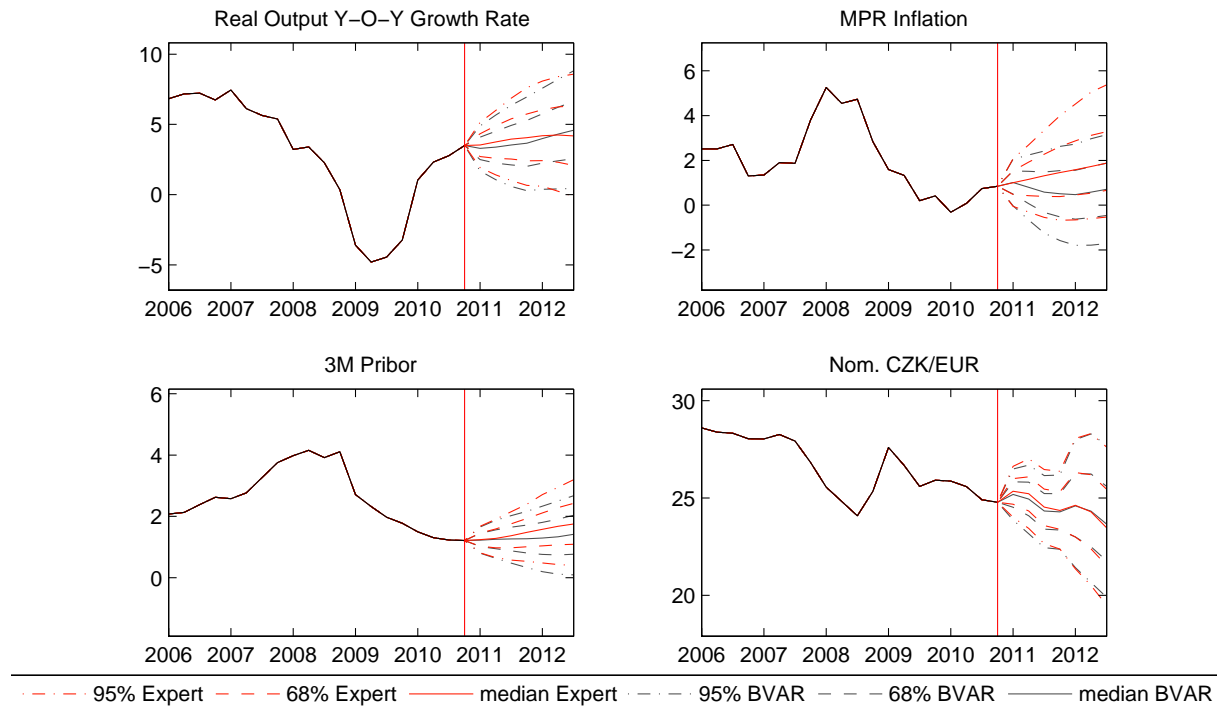 Real Output Y−O−Y Growth Rate
10
5
0
−5
2006 2007 2008 2009 2010 2011 2012
MPR Inflation
6
4
2
0
−2
2006 2007 2008 2009 2010 2011 2012
3M Pribor
6
4
2
0
2006 2007 2008 2009 2010 2011 2012
Nom. CZK/EUR
30
25
20
2006 2007 2008 2009 2010 2011 2012
95% Expert 68% Expert median Expert 95% BVAR 68% BVAR median BVAR